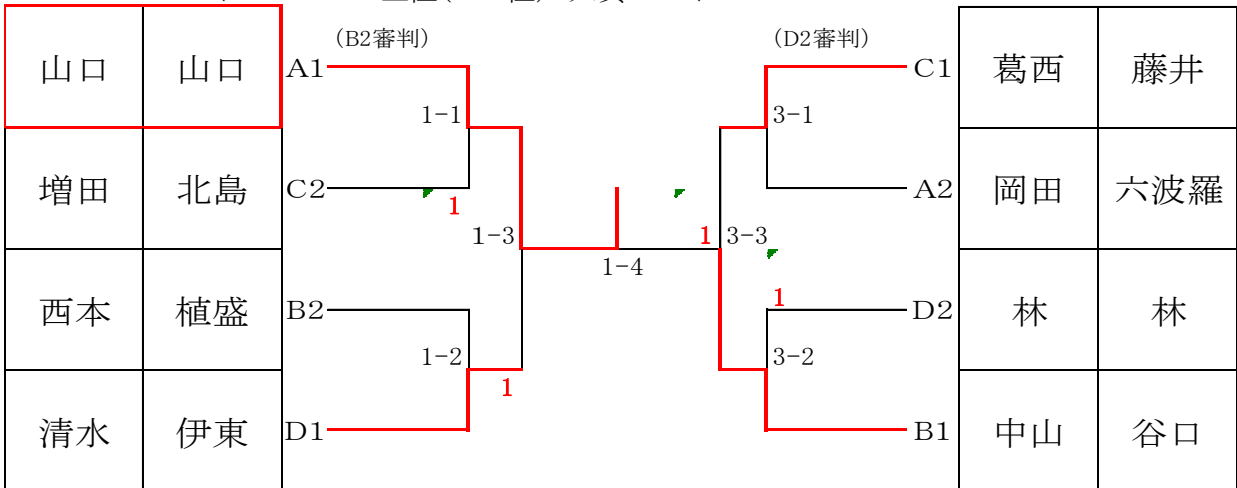 (B2審判)
(D2審判)
山口 山口 A1
C1 葛西 藤井
1-1
3-1
増田 北島 C2
A2 岡田 六波羅
1
1-3
1 3-3
1-4
西本 植盛 B2
1
D2 林 林
1-2
3-2
1
清水 伊東 D1
B1 中山 谷口